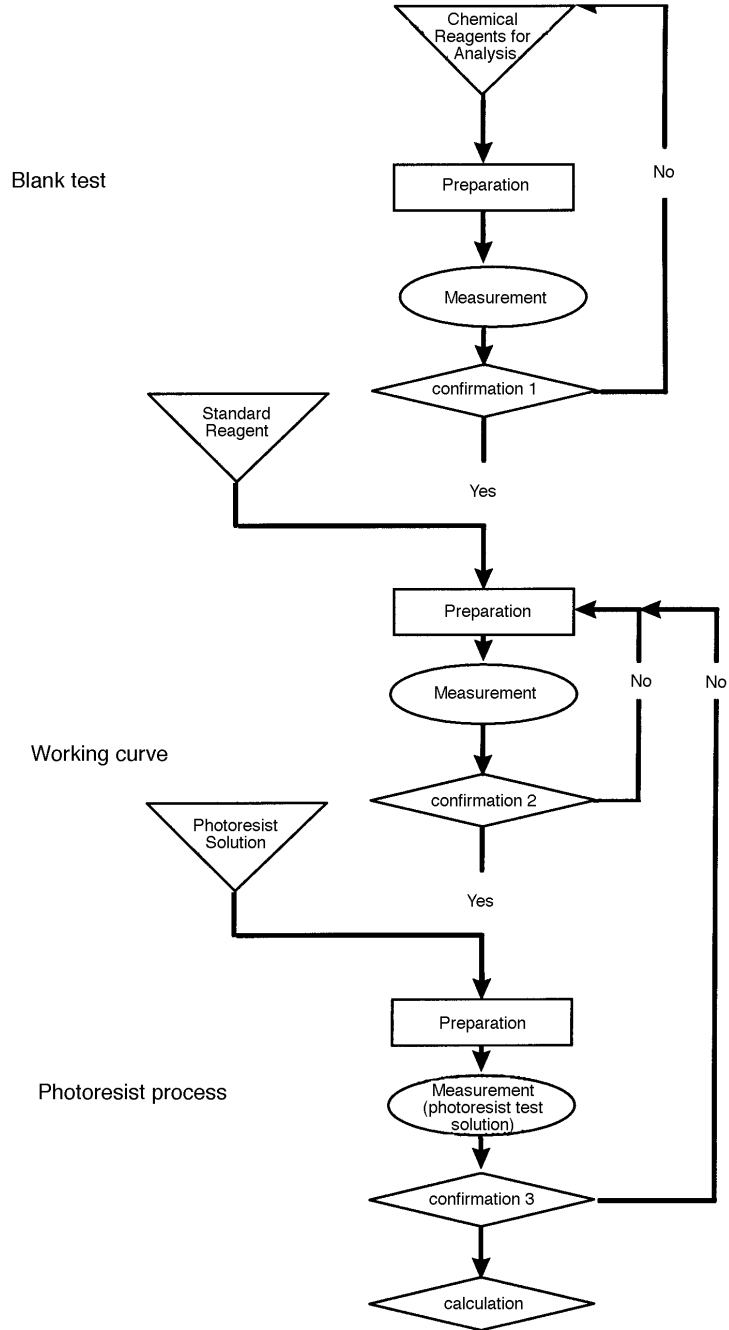 Chemical
Reagents for
Analysis
No
Blank test
Preparation
Measurement
confirmation 1
Standard
Reagent
Yes
Preparation
No
No
Measurement
Working curve
confirmation 2
Photoresist
Solution
Yes
Preparation
Photoresist process
Measurement
(photoresist test
solution)
confirmation 3
calculation